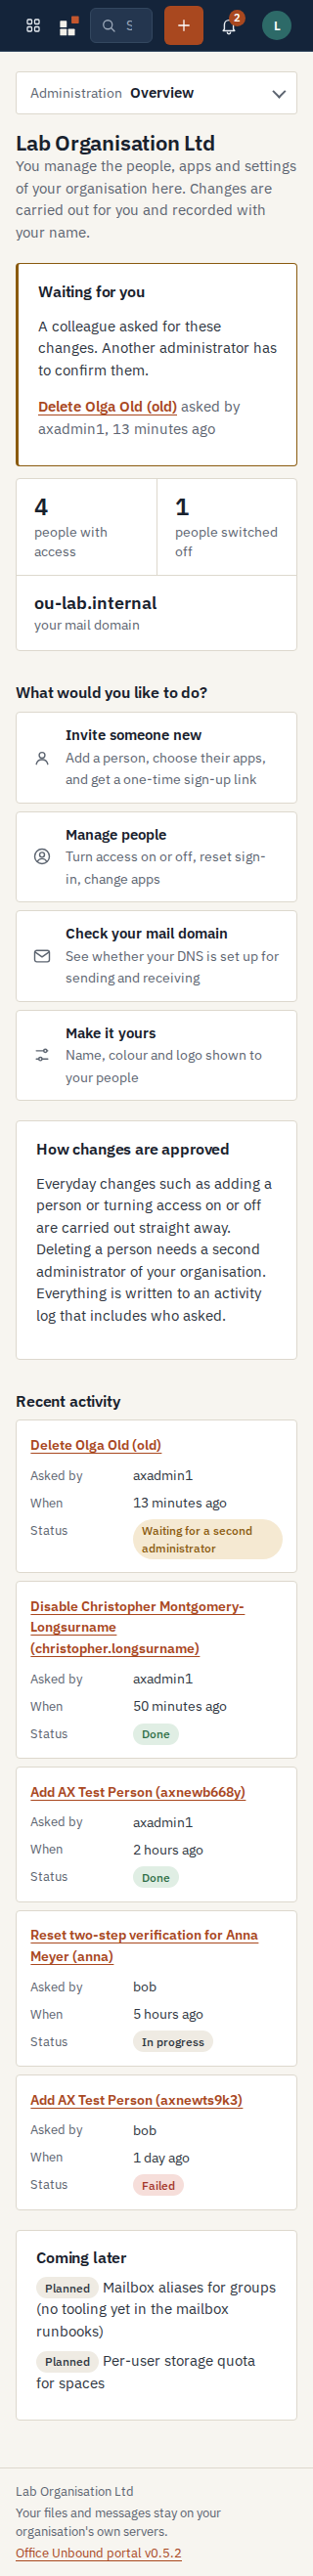 S
2
L
Administration Overview
Lab Organisation Ltd
You manage the people, apps and settings
of your organisation here. Changes are
carried out for you and recorded with
your name.
Waiting for you
A colleague asked for these
changes. Another administrator has
to confirm them.
Delete Olga Old (old) asked by
axadmin1, 13 minutes ago
4
people with
access
1
people switched
off
ou-lab.internal
your mail domain
What would you like to do?
Invite someone new
Add a person, choose their apps,
and get a one-time sign-up link
Manage people
Turn access on or off, reset sign-
in, change apps
Check your mail domain
See whether your DNS is set up for
sending and receiving
Make it yours
Name, colour and logo shown to
your people
How changes are approved
Everyday changes such as adding a
person or turning access on or off
are carried out straight away.
Deleting a person needs a second
administrator of your organisation.
Everything is written to an activity
log that includes who asked.
Recent activity
Delete Olga Old (old)
Asked by axadmin1
When 13 minutes ago
Status Waiting for a second
administrator
Disable Christopher Montgomery-
Longsurname
(christopher.longsurname)
Asked by axadmin1
When 50 minutes ago
Status Done
Add AX Test Person (axnewb668y)
Asked by axadmin1
When 2 hours ago
Status Done
Reset two-step verification for Anna
Meyer (anna)
Asked by bob
When 5 hours ago
Status In progress
Add AX Test Person (axnewts9k3)
Asked by bob
When 1 day ago
Status Failed
Coming later
Planned Mailbox aliases for groups
(no tooling yet in the mailbox
runbooks)
Planned Per-user storage quota
for spaces
Lab Organisation Ltd
Your files and messages stay on your
organisation's own servers.
Office Unbound portal v0.5.2